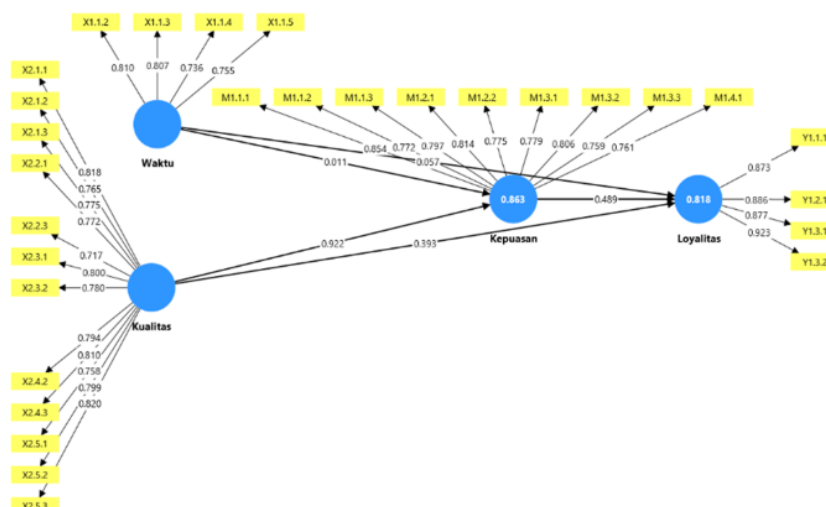 X1.1.2
X1.1.3
X1.1.4
X1.1.5
0.810
0.807
0.736
0.755
Waktu
X2.1.1
X2.1.2
X2.1.3
X2.2.1
X2.2.3
X2.3.1
X2.3.2
X2.4.2
X2.4.3
X2.5.1
X2.5.2
X2.5.3
0.818
0.765
0.775
0.772
0.717
0.800
0.780
0.794
0.810
0.758
0.799
0.820
Kualitas
M1.1.1
M1.1.2
M1.1.3
M1.2.1
M1.2.2
M1.3.1
M1.3.2
M1.3.3
M1.4.1
0.854
0.772
0.797
0.814
0.775
0.779
0.806
0.759
0.761
0.011
0.057
0.922
0.393
0.489
0.863
Kepuasan
0.818
Loyalitas
0.873
0.886
0.877
0.923
Y1.1.1
Y1.2.1
Y1.3.1
Y1.3.2